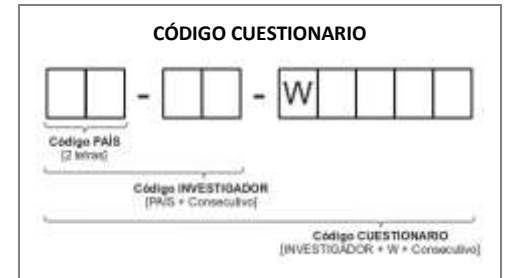 CÓDIGO CUESTIONARIO
- - W
Código PAÍS
[2 letras]
Código INVESTIGADOR
[PAÍS + Consecutivo]
Código CUESTIONARIO
[INVESTIGADOR + W + Consecutivo]